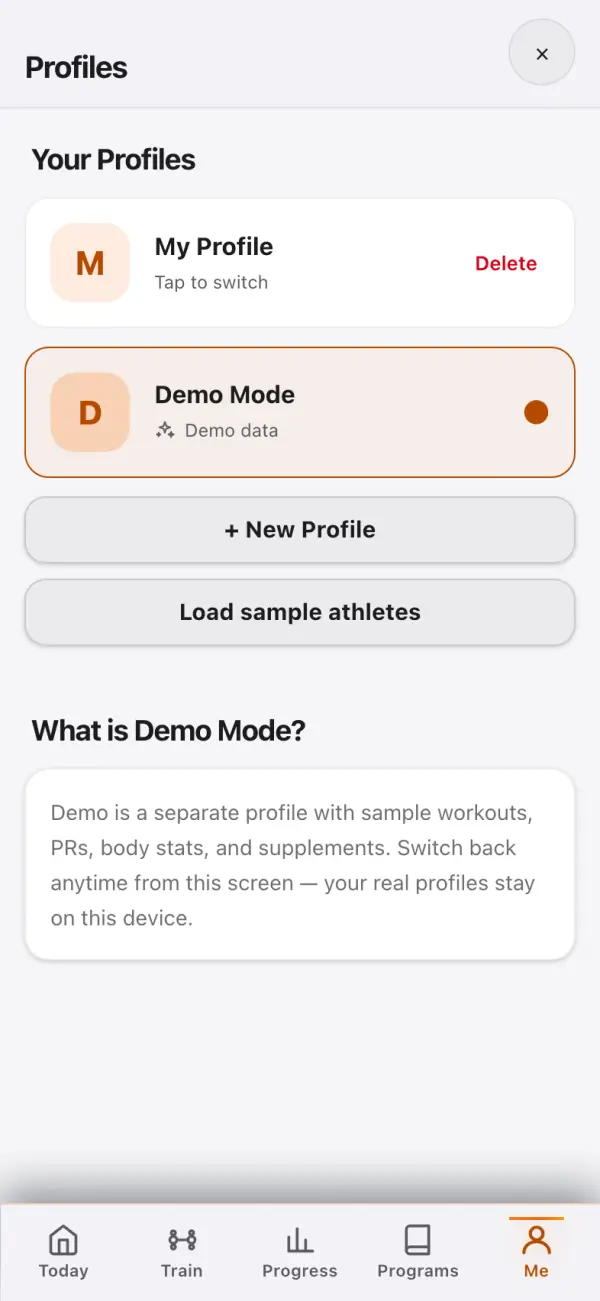 Profiles
×
Your Profiles
M
My Profile
Tap to switch
Delete
D
Demo Mode
Demo data
+ New Profile
Load sample athletes
What is Demo Mode?
Demo is a separate profile with sample workouts,
PRs, body stats, and supplements. Switch back
anytime from this screen — your real profiles stay
on this device.
Today
Train
Progress
Programs
Me